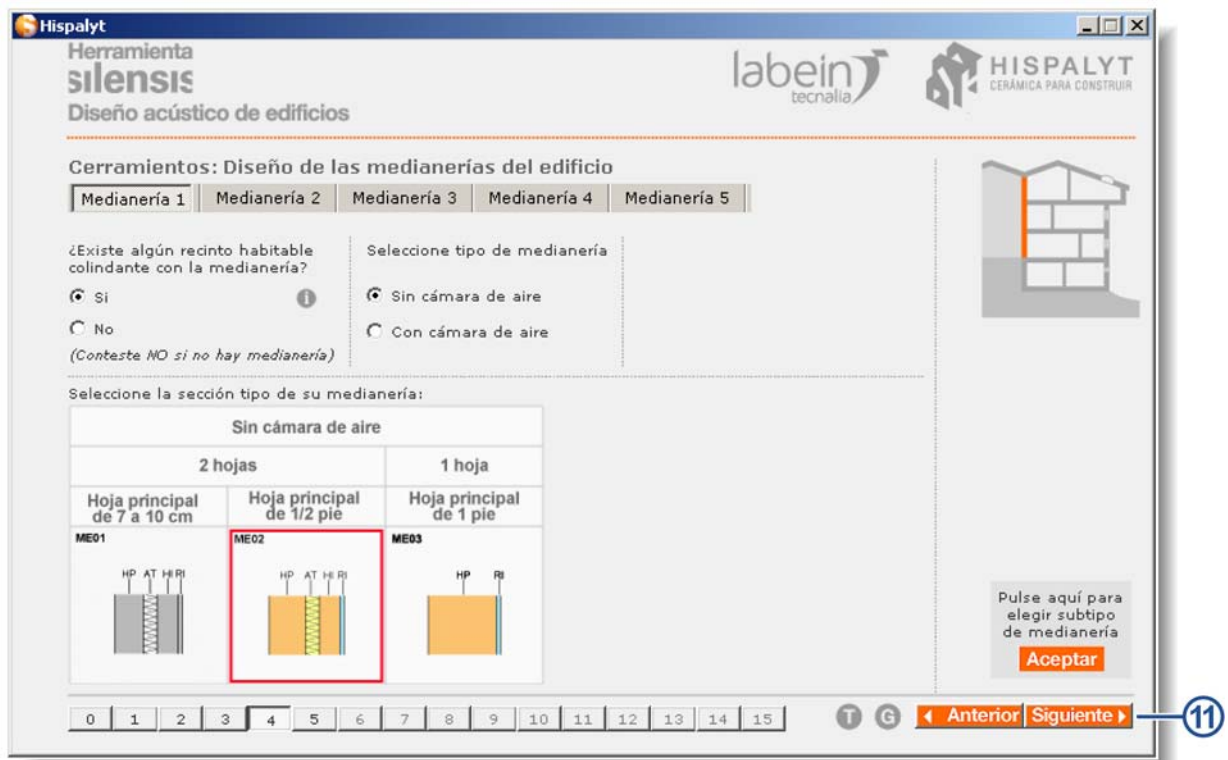 Hispalyt
Herramienta
silensis
Diseño acústico de edificios
labein
tecnalia
HISPALYT
CERÁMICA PARA CONSTRUIR
Cerramientos: Diseño de las medianerías del edificio
Medianería 1 Medianería 2 Medianería 3 Medianería 4 Medianería 5
¿Existe algún recinto habitable
colindante con la medianería?
Si
i
No
(Conteste NO si no hay medianería)
Seleccione tipo de medianería
Sin cámara de aire
Con cámara de aire
Seleccione la sección tipo de su medianería:
Sin cámara de aire
2 hojas 1 hoja
Hoja principal
de 7 a 10 cm
Hoja principal
de 1/2 pie
Hoja principal
de 1 pie
ME01 ME02 ME03
HP AT HI RI HP AT HI RI HP RI
Pulse aquí para
elegir subtipo
de medianería
Aceptar
0 1 2 3 4 5 6 7 8 9 10 11 12 13 14 15 T G Anterior Siguiente 11